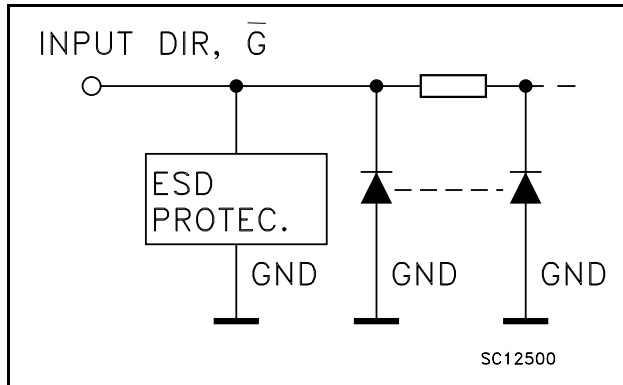 INPUT DIR, G̅
ESD
PROTEC.
GND GND GND
SC12500